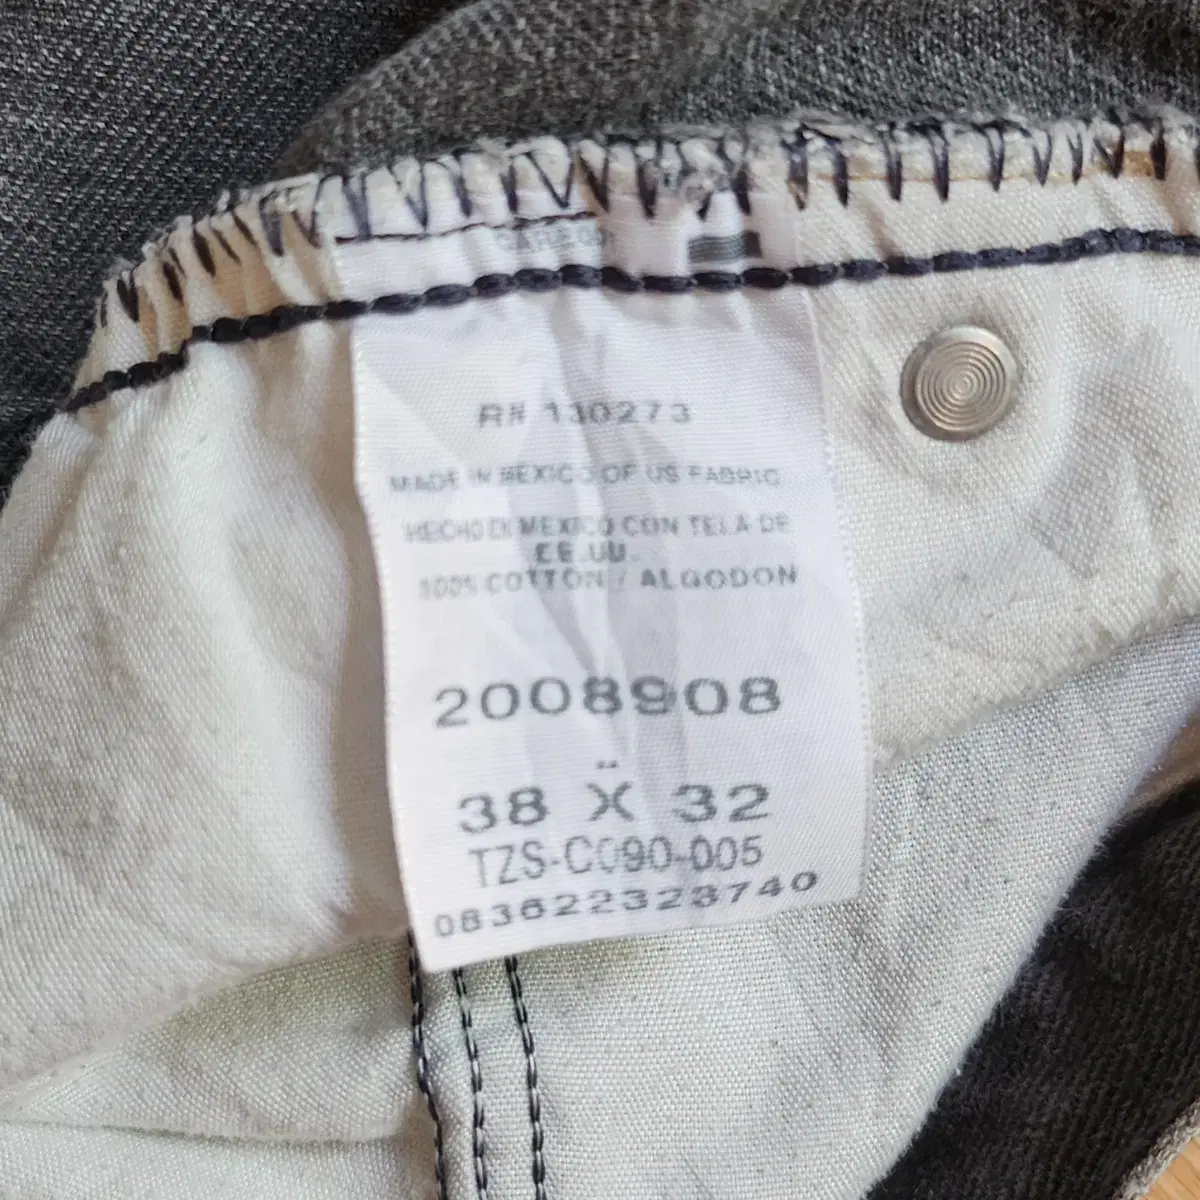 RN 130273
MADE IN MEXICO OF US FABRIC
HECHO EN MEXICO CON TELA DE
EE.UU.
100% COTTON / ALGODON
2008908
38 X 32
TZS-C090-005
083622323740